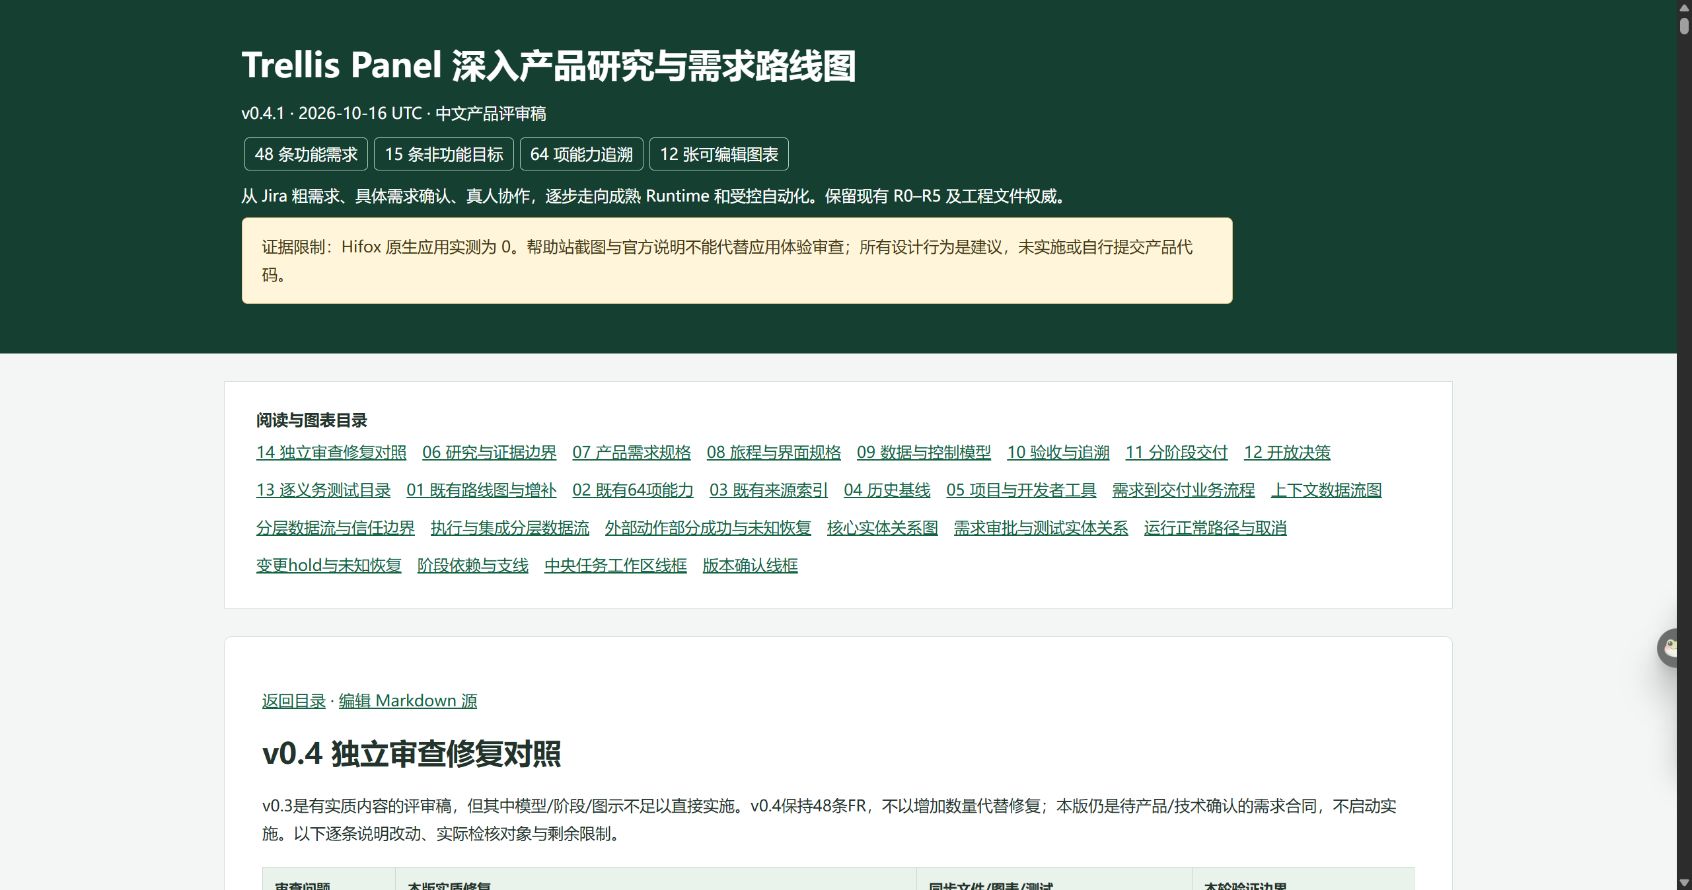 Trellis Panel 深入产品研究与需求路线图
v0.4.1 · 2026-10-16 UTC · 中文产品评审稿
48 条功能需求 15 条非功能目标 64 项能力追溯 12 张可编辑图表
从 Jira 粗需求、具体需求确认、真人协作，逐步走向成熟 Runtime 和受控自动化。保留现有 R0–R5 及工程文件权威。
证据限制：Hifox 原生应用实测为 0。帮助站截图与官方说明不能代替应用体验审查；所有设计行为是建议，未实施或自行提交产品代
码。
阅读与图表目录
14 独立审查修复对照 06 研究与证据边界 07 产品需求规格 08 旅程与界面规格 09 数据与控制模型 10 验收与追溯 11 分阶段交付 12 开放决策
13 逐义务测试目录 01 既有路线图与增补 02 既有64项能力 03 既有来源索引 04 历史基线 05 项目与开发者工具 需求到交付业务流程 上下文数据流图
分层数据流与信任边界 执行与集成分层数据流 外部动作部分成功与未知恢复 核心实体关系图 需求审批与测试实体关系 运行正常路径与取消
变更hold与未知恢复 阶段依赖与支线 中央任务工作区线框 版本确认线框
返回目录 · 编辑 Markdown 源
v0.4 独立审查修复对照
v0.3是有实质内容的评审稿，但其中模型/阶段/图示不足以直接实施。v0.4保持48条FR，不以增加数量代替修复；本版仍是待产品/技术确认的需求合同，不启动实
施。以下逐条说明改动、实际检核对象与剩余限制。
审查问题 本版实质修复 同步文件/图表/测试 本轮验证边界